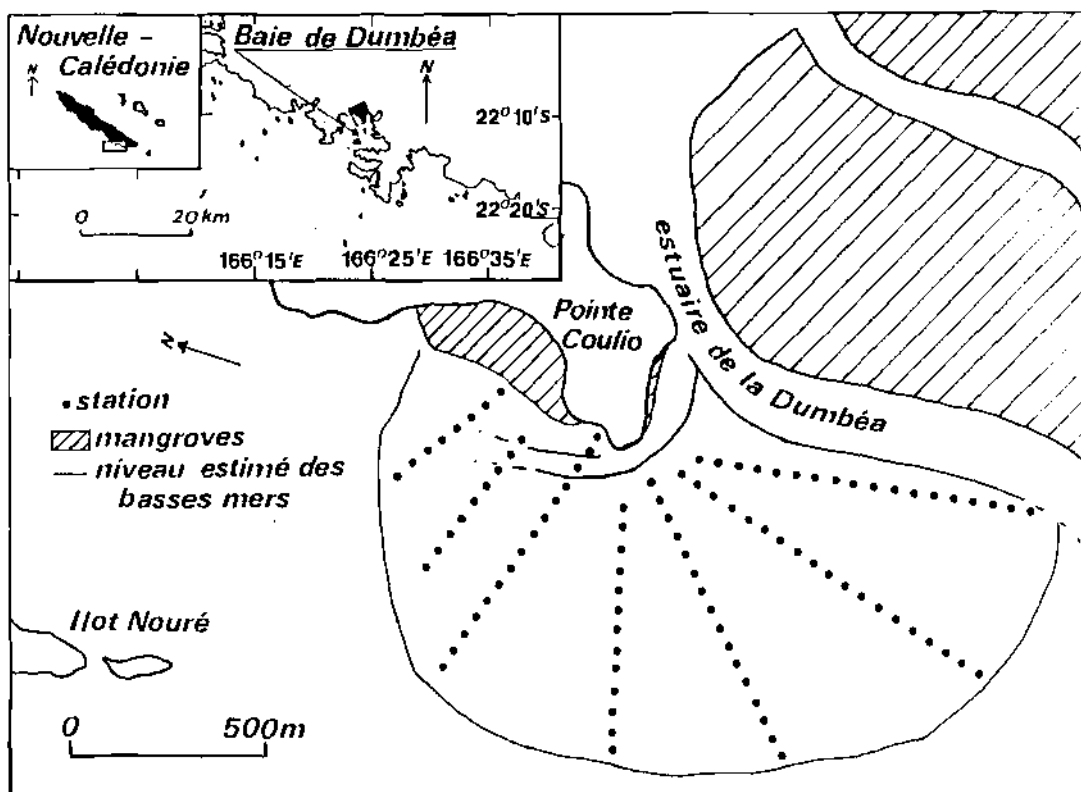 Nouvelle -
Calédonie
N
Baie de Dumbéa
N
22°10'S
22°20'S
0 20 km
166°15'E 166°25'E 166°35'E
Pointe
Coulio
estuaire de la Dumbéa
N
station
mangroves
niveau estimé des
basses mers
Ilot Nouré
0 500m